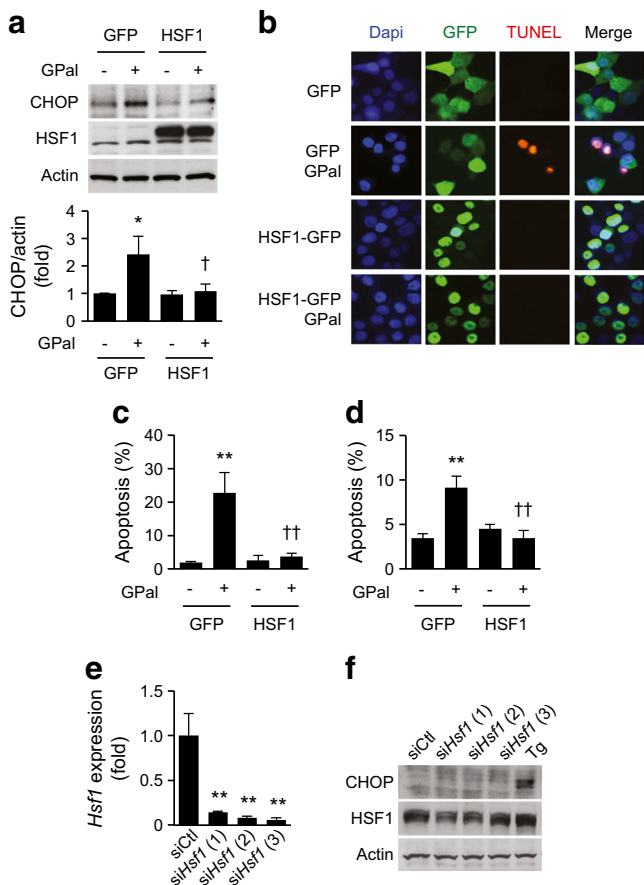 a
GFP HSF1
GPal - + - +
CHOP
HSF1
Actin
CHOP/actin
(fold)
4
3
2
1
0
*
†
GPal - + - +
GFP HSF1
b
Dapi GFP TUNEL Merge
GFP
GFP
GPal
HSF1-GFP
HSF1-GFP
GPal
c
Apoptosis (%)
40
30
20
10
0
**
††
GPal - + - +
GFP HSF1
d
Apoptosis (%)
15
10
5
0
**
††
GPal - + - +
GFP HSF1
e
Hsf1 expression
(fold)
1.5
1.0
0.5
0
** ** **
siCtl
siHsf1 (1)
siHsf1 (2)
siHsf1 (3)
f
siCtl
siHsf1 (1)
siHsf1 (2)
siHsf1 (3)
Tg
CHOP
HSF1
Actin